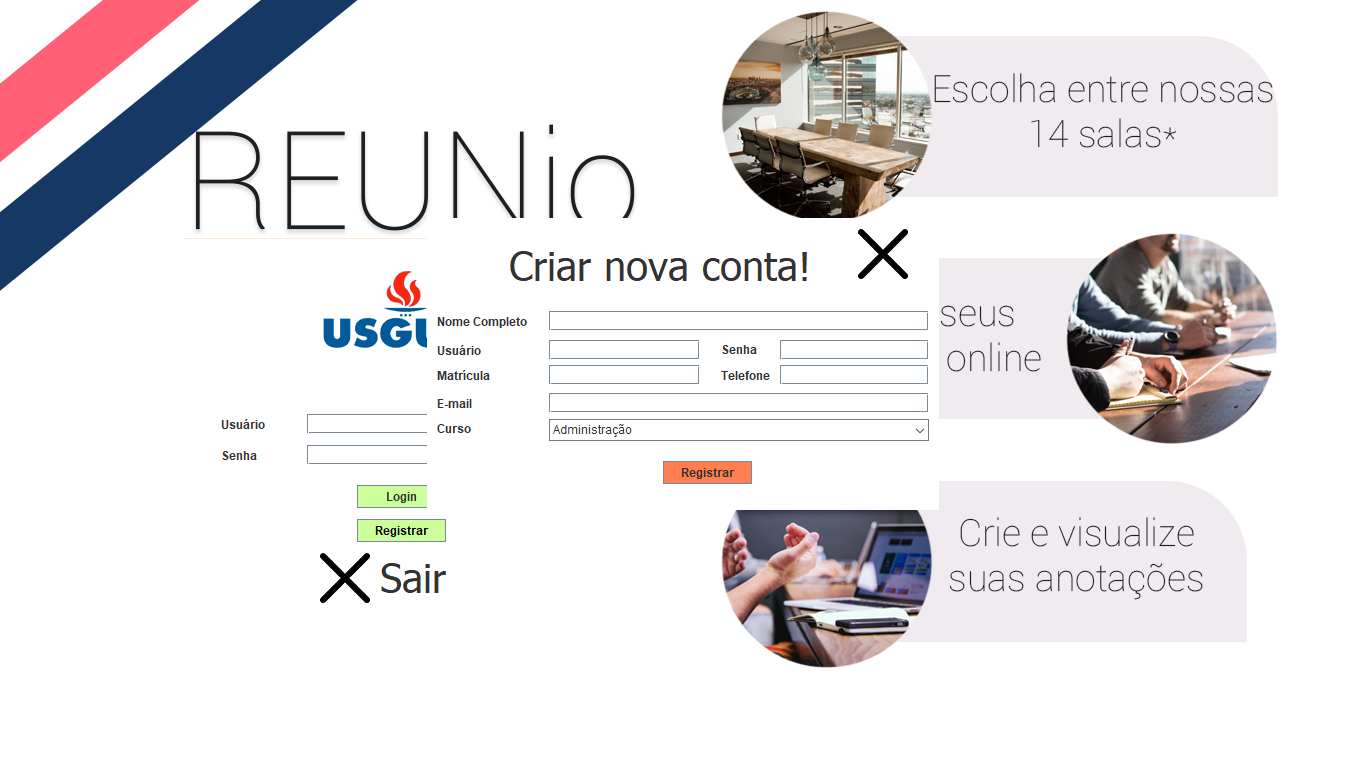 REUNio
USGU
Usuário
Senha
Login
Registrar
Sair
Criar nova conta!
Nome Completo
Usuário
Senha
Matrícula
Telefone
E-mail
Curso
Administração
Registrar
Escolha entre nossas
14 salas*
seus
online
Crie e visualize
suas anotações